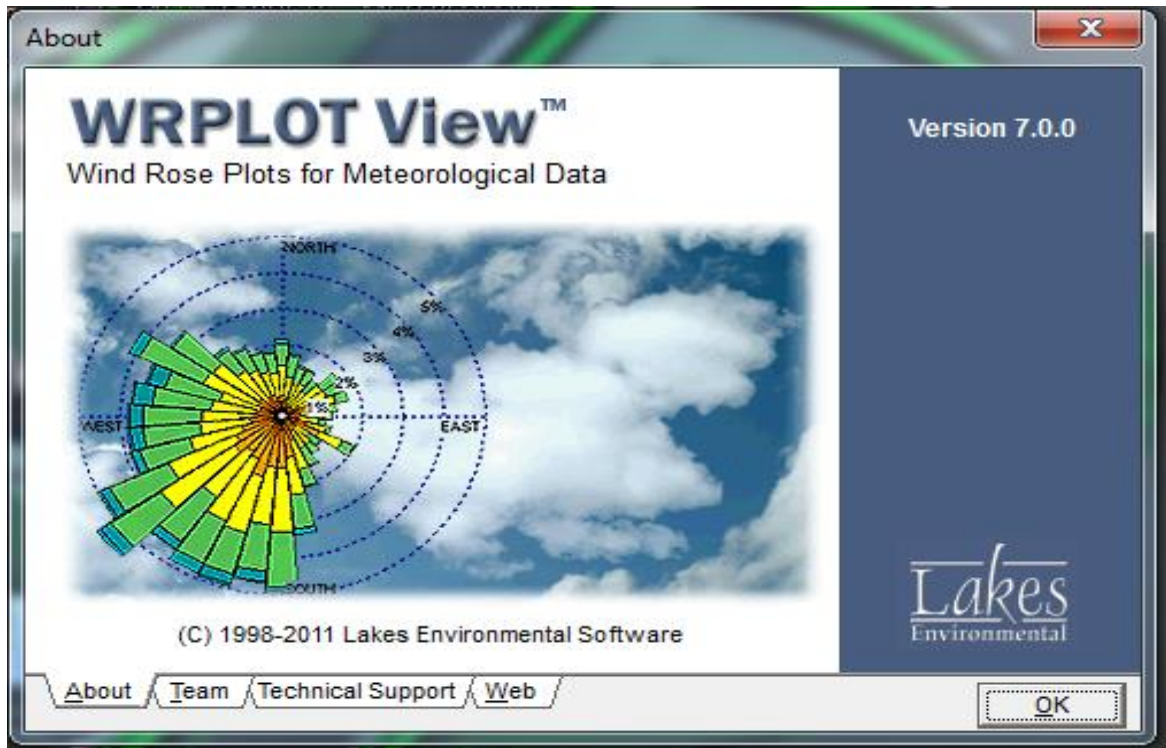 About
WRPLOT View™
Wind Rose Plots for Meteorological Data
Version 7.0.0
NORTH
5%
4%
3%
2%
1%
WEST
EAST
SOUTH
Lakes
Environmental
(C) 1998-2011 Lakes Environmental Software
About Team Technical Support Web
OK